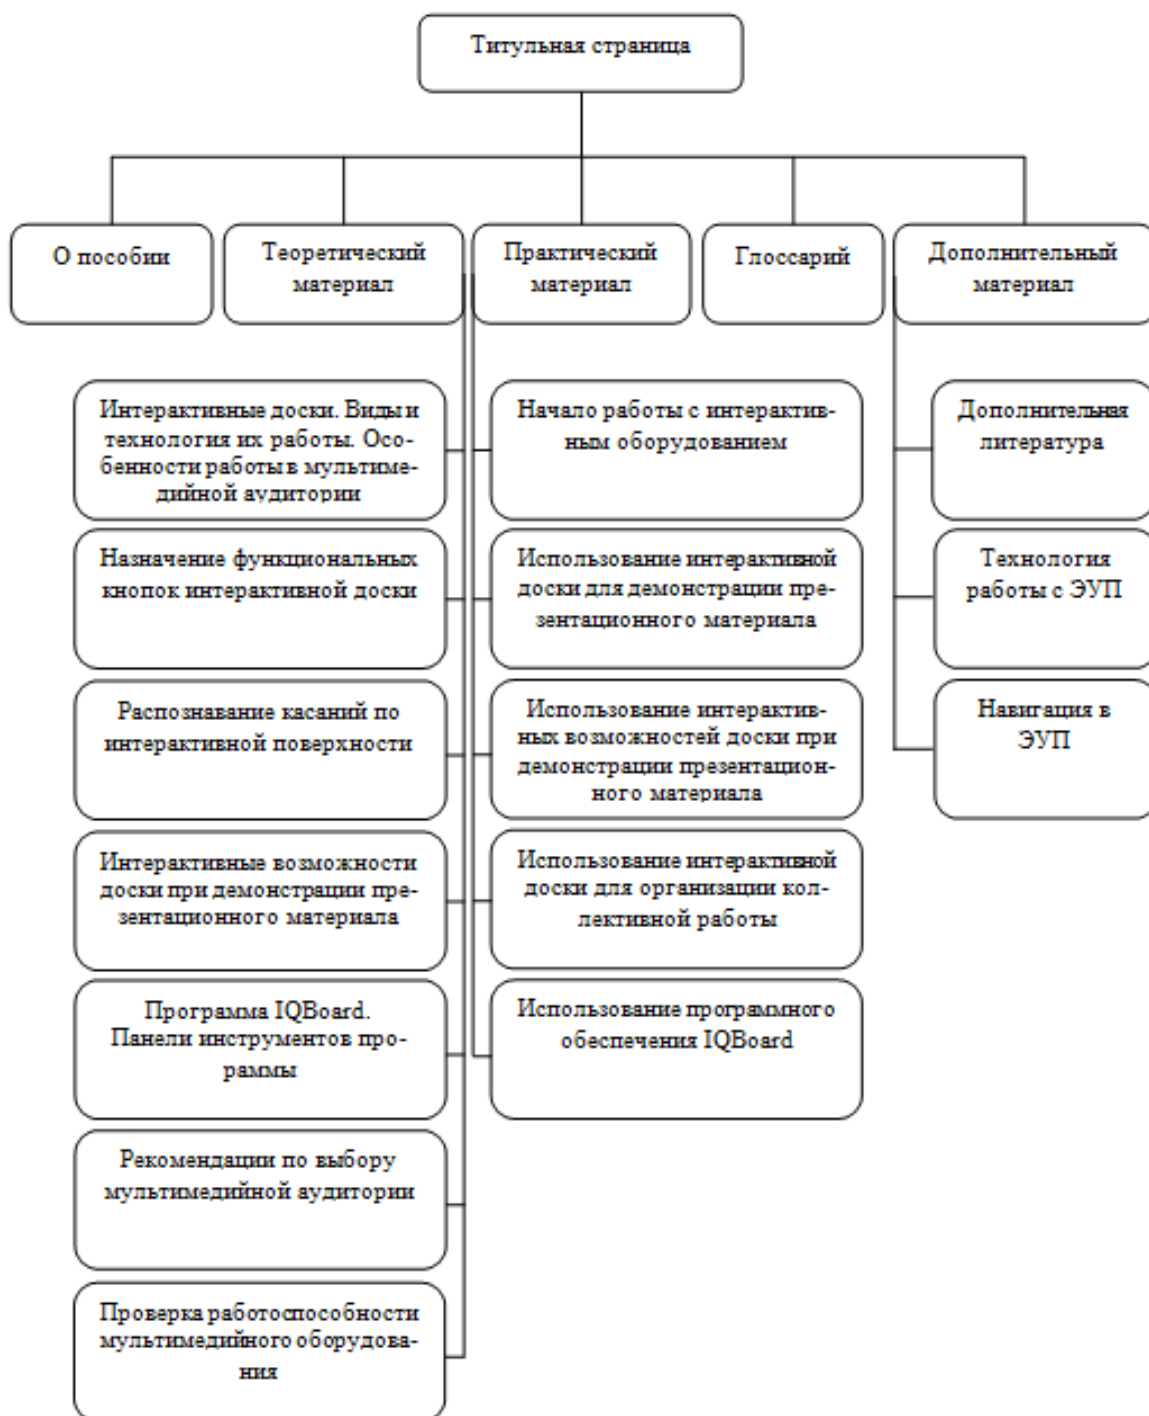 Титульная страница
О пособии
Теоретический
материал
Практический
материал
Глоссарий
Дополнительный
материал
Интерактивные доски. Виды и
технология их работы. Осо-
бенности работы в мультиме-
дийной аудитории
Назначение функциональных
кнопок интерактивной доски
Распознавание касаний по
интерактивной поверхности
Интерактивные возможности
доски при демонстрации пре-
зентационного материала
Программа IQBoard.
Панели инструментов про-
граммы
Рекомендации по выбору
мультимедийной аудитории
Проверка работоспособности
мультимедийного оборудова-
ния
Начало работы с интерактив-
ным оборудованием
Использование интерактивной
доски для демонстрации пре-
зентационного материала
Использование интерактив-
ных возможностей доски при
демонстрации презентацион-
ного материала
Использование интерактивной
доски для организации кол-
лективной работы
Использование программного
обеспечения IQBoard
Дополнительная
литература
Технология
работы с ЭУП
Навигация в
ЭУП